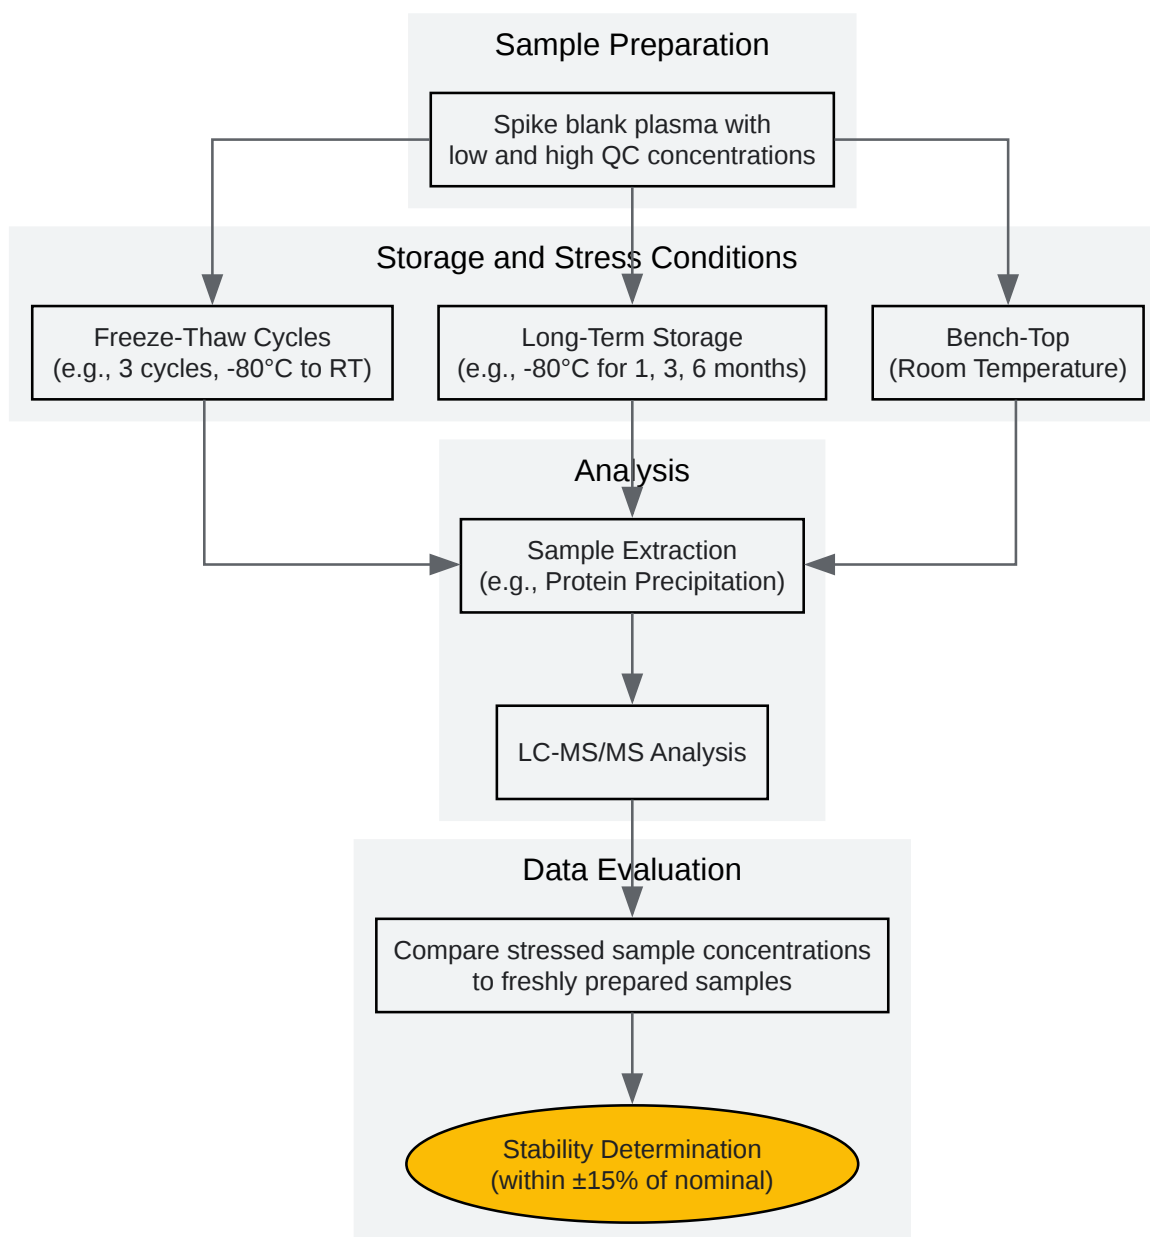 Sample Preparation
Spike blank plasma with
low and high QC concentrations
Storage and Stress Conditions
Freeze-Thaw Cycles
(e.g., 3 cycles, -80°C to RT)
Long-Term Storage
(e.g., -80°C for 1, 3, 6 months)
Bench-Top
(Room Temperature)
Analysis
Sample Extraction
(e.g., Protein Precipitation)
LC-MS/MS Analysis
Data Evaluation
Compare stressed sample concentrations
to freshly prepared samples
Stability Determination
(within ±15% of nominal)